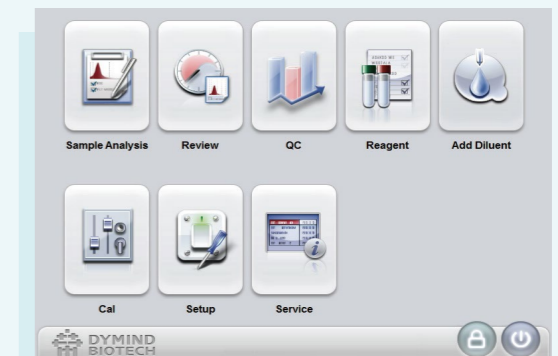 Sample Analysis
Review
QC
Reagent
Add Diluent
Cal
Setup
Service
DYMIND
BIOTECH